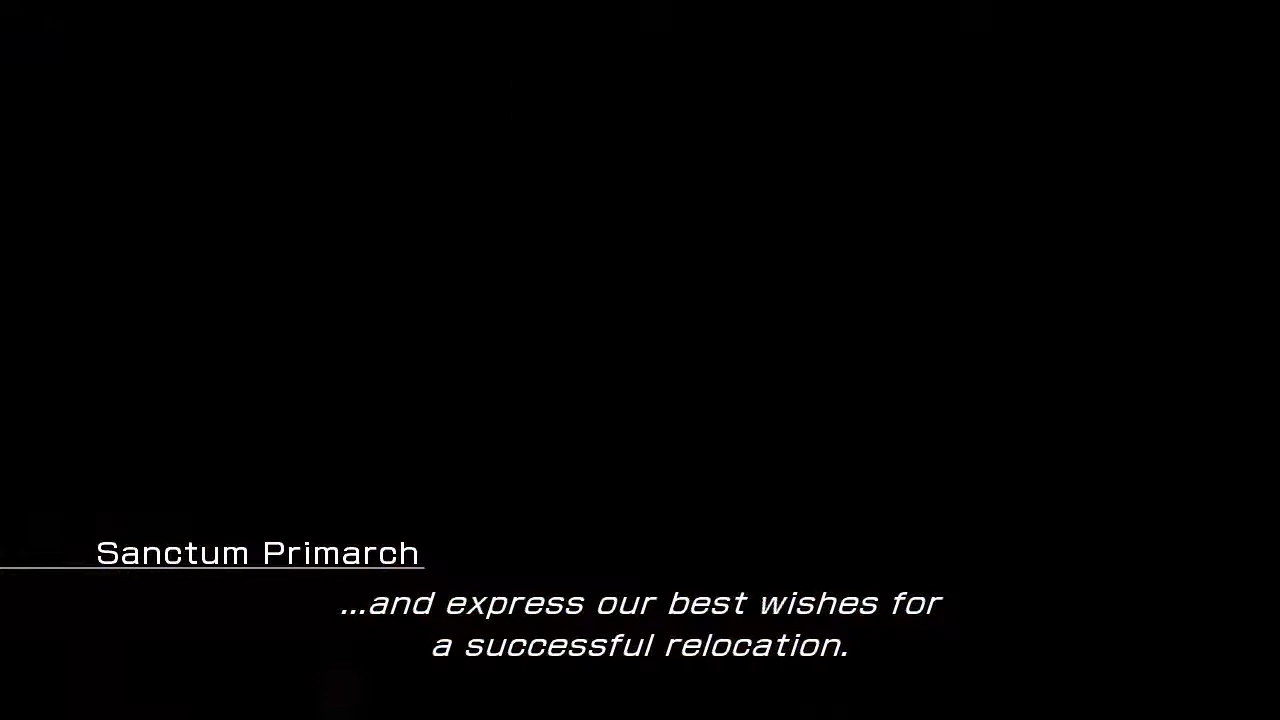 Sanctum Primarch
...and express our best wishes for
a successful relocation.